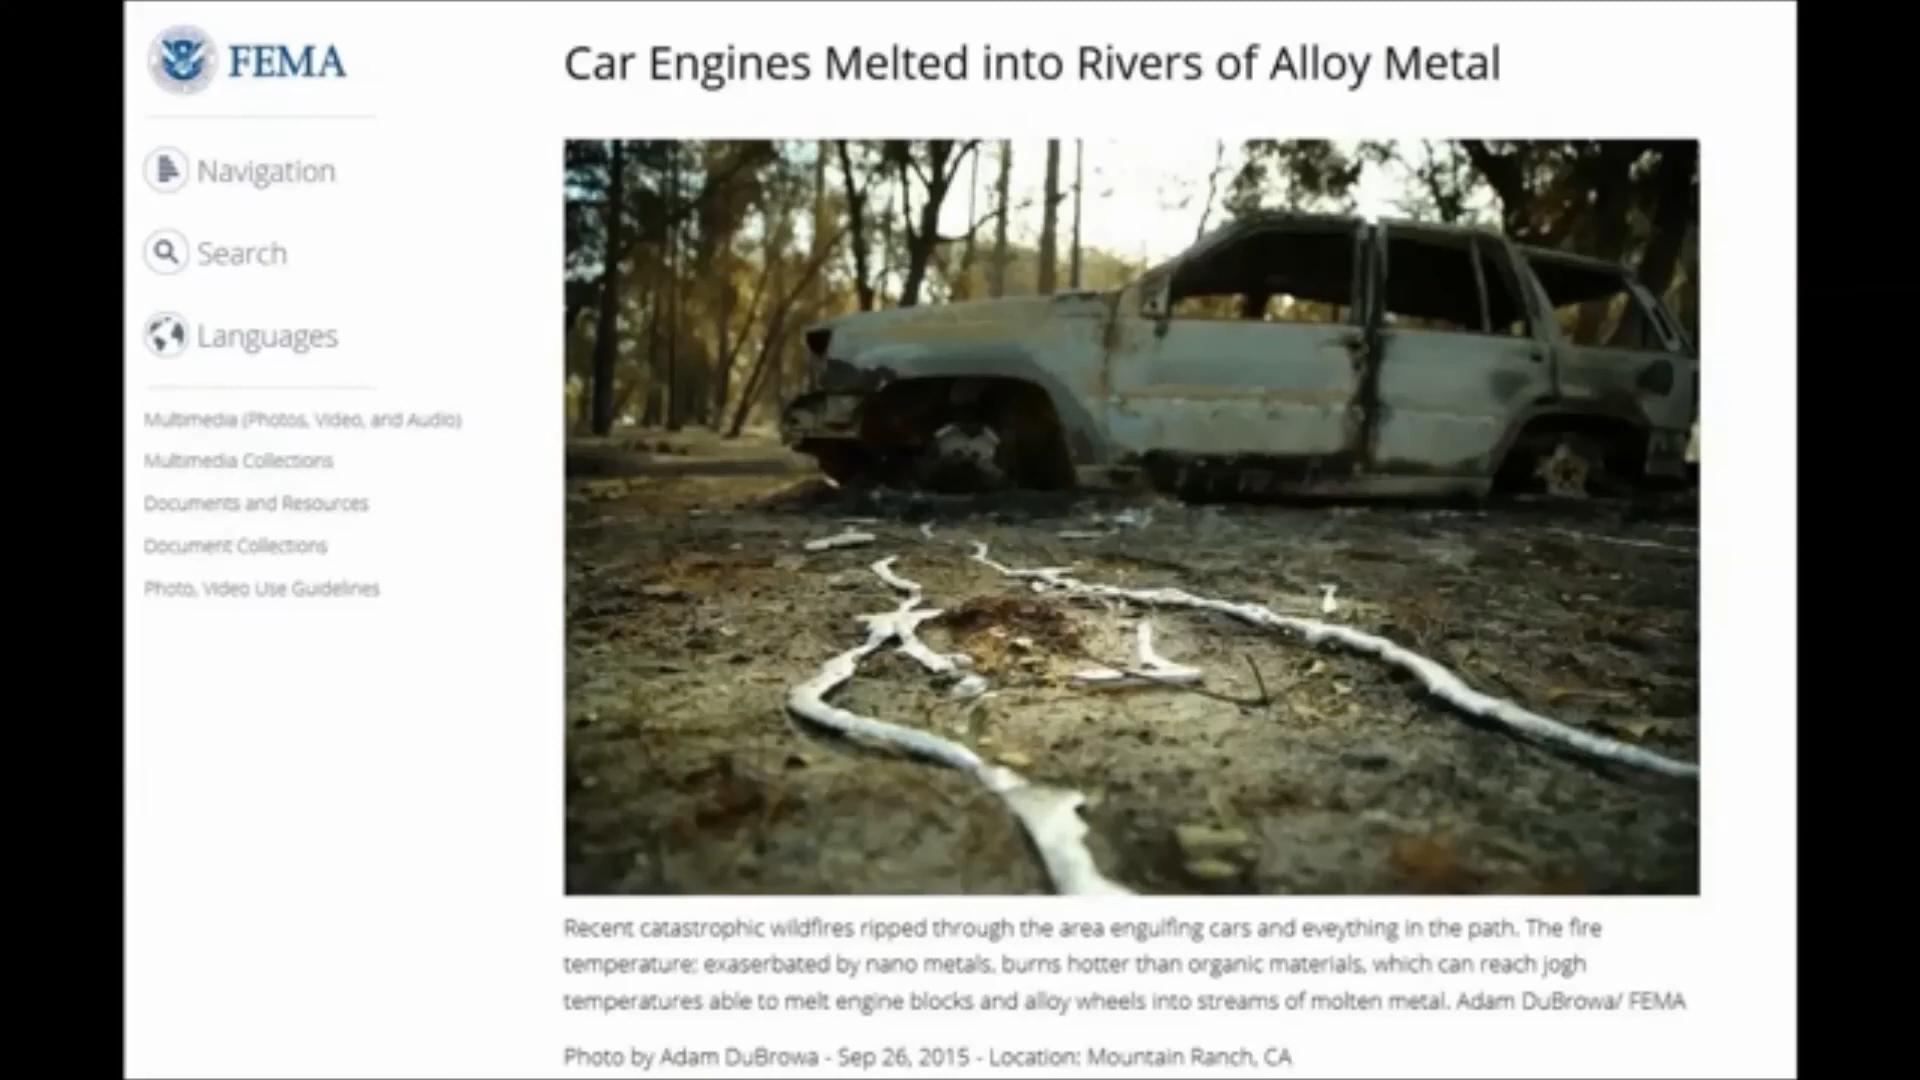 FEMA
Navigation
Search
Languages
Multimedia (Photos, Video, and Audio)
Multimedia Collections
Documents and Resources
Document Collections
Photo, Video Use Guidelines
Car Engines Melted into Rivers of Alloy Metal
Recent catastrophic wildfires ripped through the area engulfing cars and eveything in the path. The fire
temperature; exaserbated by nano metals, burns hotter than organic materials, which can reach jogh
temperatures able to melt engine blocks and alloy wheels into streams of molten metal. Adam DuBrowa/ FEMA
Photo by Adam DuBrowa - Sep 26, 2015 - Location: Mountain Ranch, CA